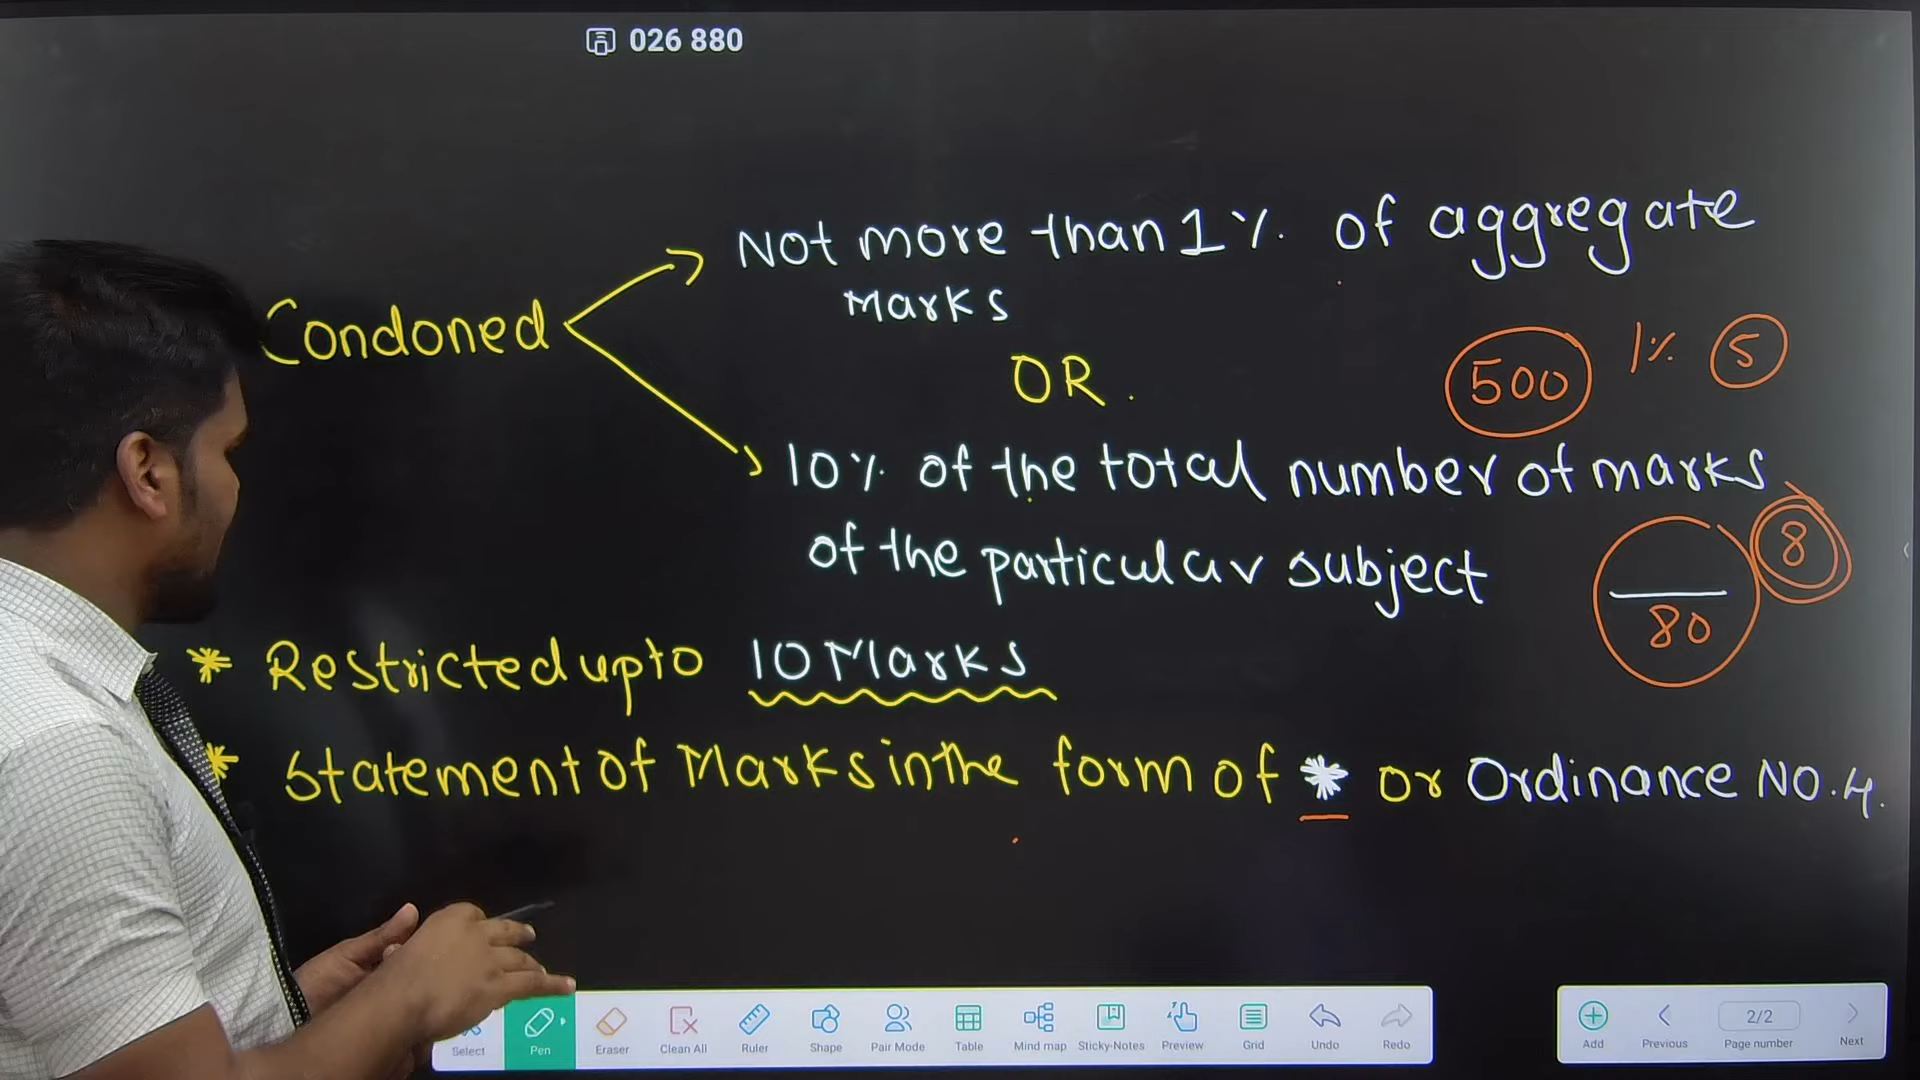 026 880
Not more than 1% of aggregate
Marks
Condoned
OR.
500 1% 5
10% of the total number of marks
of the particular subject
8
80
* Restricted upto 10 Marks
* Statement of Marks in the form of * or Ordinance No.4.
Select Pen Eraser Clean All Ruler Shape Pair Mode Table Mind map Sticky-Notes Preview Grid Undo Redo
Add Previous 2/2 Page number Next